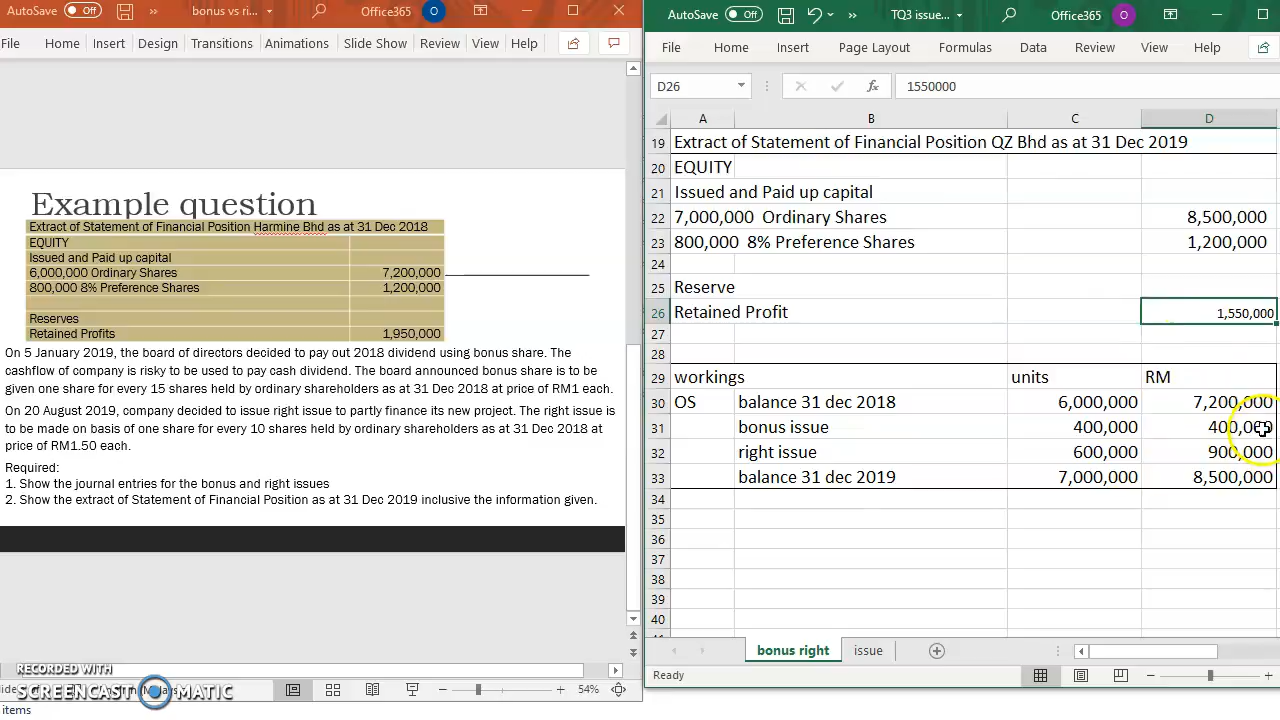 AutoSave Off bonus vs ri... Office365 O
File Home Insert Design Transitions Animations Slide Show Review View Help
Example question
Extract of Statement of Financial Position Harmine Bhd as at 31 Dec 2018
EQUITY
Issued and Paid up capital
6,000,000 Ordinary Shares 7,200,000
800,000 8% Preference Shares 1,200,000
Reserves
Retained Profits 1,950,000
On 5 January 2019, the board of directors decided to pay out 2018 dividend using bonus share. The
cashflow of company is risky to be used to pay cash dividend. The board announced bonus share is to be
given one share for every 15 shares held by ordinary shareholders as at 31 Dec 2018 at price of RM1 each.
On 20 August 2019, company decided to issue right issue to partly finance its new project. The right issue is
to be made on basis of one share for every 10 shares held by ordinary shareholders as at 31 Dec 2018 at
price of RM1.50 each.
Required:
1. Show the journal entries for the bonus and right issues
2. Show the extract of Statement of Financial Position as at 31 Dec 2019 inclusive the information given.
RECORDED WITH
SCREENCAST MATIC
54%
items
AutoSave Off TQ3 issue... Office365 O
File Home Insert Page Layout Formulas Data Review View Help
D26 fx 1550000
A B C D
19 Extract of Statement of Financial Position QZ Bhd as at 31 Dec 2019
20 EQUITY
21 Issued and Paid up capital
22 7,000,000 Ordinary Shares 8,500,000
23 800,000 8% Preference Shares 1,200,000
24
25 Reserve
26 Retained Profit 1,550,000
27
28
29 workings units RM
30 OS balance 31 dec 2018 6,000,000 7,200,000
31 bonus issue 400,000 400,000
32 right issue 600,000 900,000
33 balance 31 dec 2019 7,000,000 8,500,000
34
35
36
37
38
39
40
bonus right issue
Ready